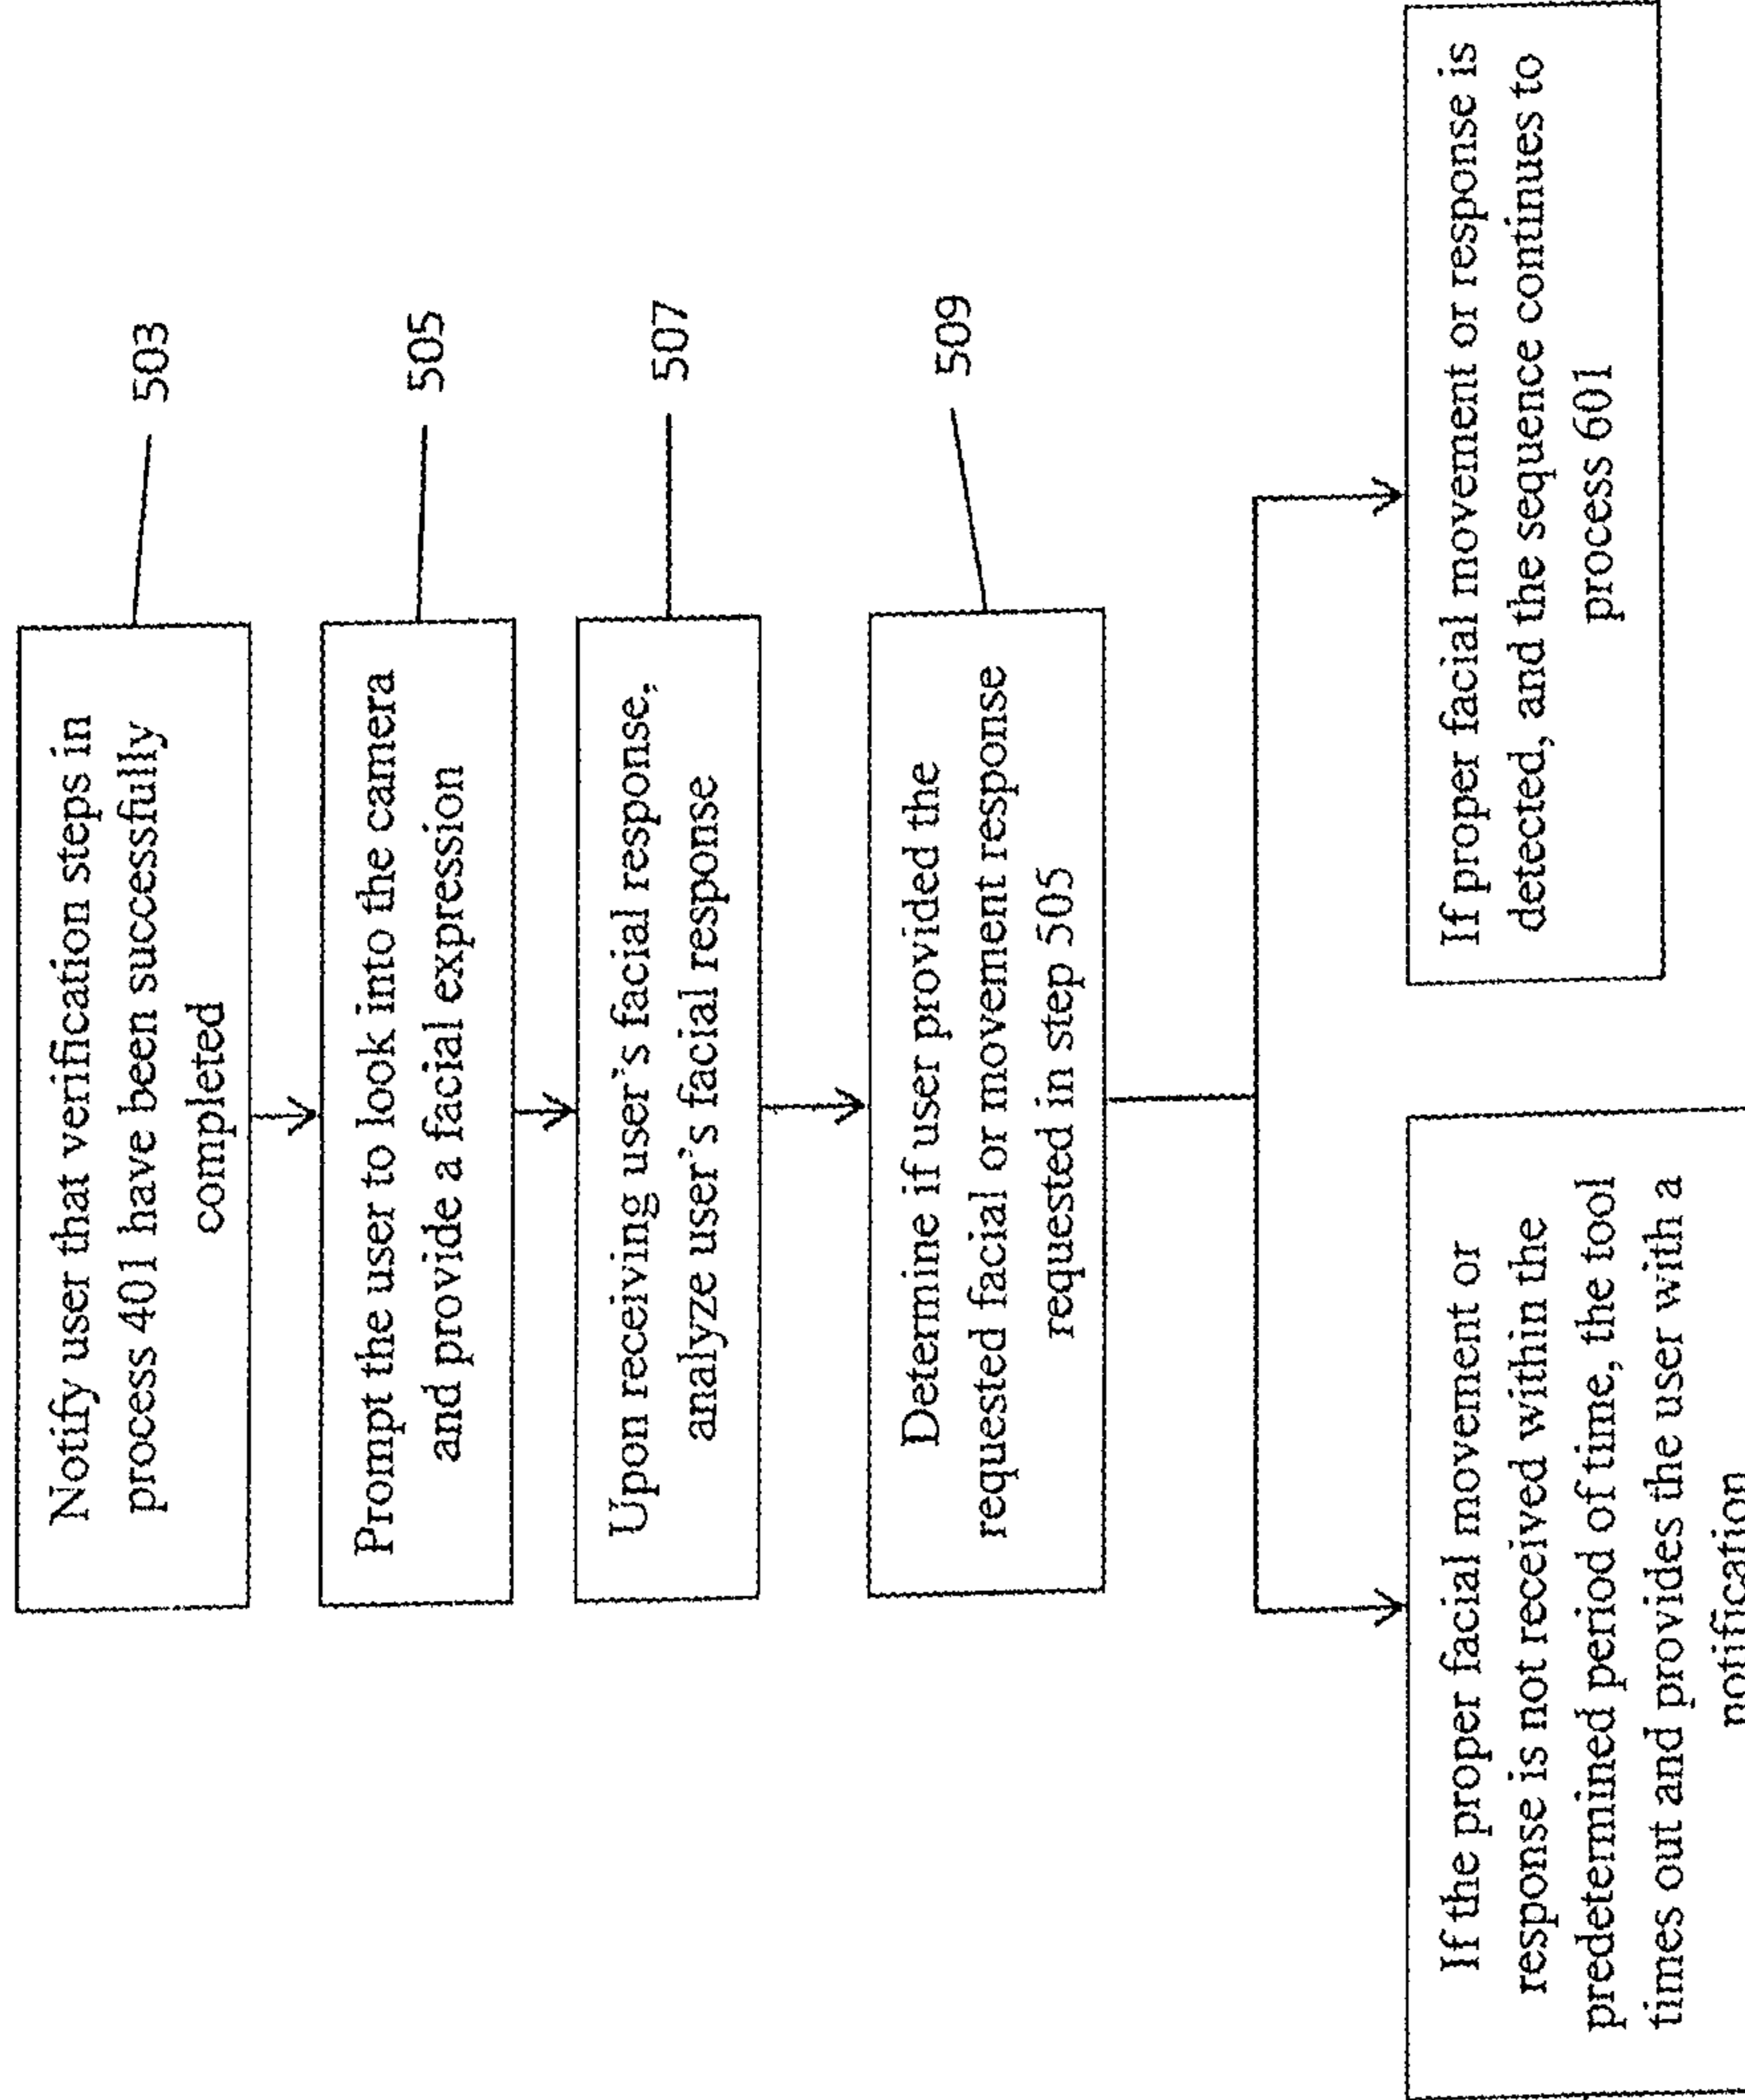 Notify user that verification steps in
process 401 have been successfully
completed
503
Prompt the user to look into the camera
and provide a facial expression
505
Upon receiving user's facial response,
analyze user's facial response
507
Determine if user provided the
requested facial or movement response
requested in step 505
509
If the proper facial movement or
response is not received within the
predetermined period of time, the tool
times out and provides the user with a
notification
If proper facial movement or response is
detected, and the sequence continues to
process 601